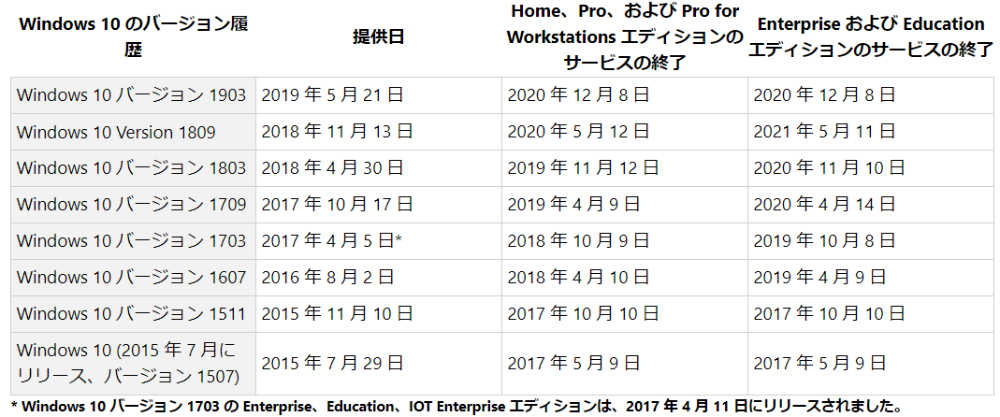 Windows 10 のバージョン履
歴
提供日
Home、Pro、および Pro for
Workstations エディションの
サービスの終了
Enterprise および Education
エディションのサービスの終了
Windows 10 バージョン 1903 2019 年 5 月 21 日 2020 年 12 月 8 日 2020 年 12 月 8 日
Windows 10 Version 1809 2018 年 11 月 13 日 2020 年 5 月 12 日 2021 年 5 月 11 日
Windows 10 バージョン 1803 2018 年 4 月 30 日 2019 年 11 月 12 日 2020 年 11 月 10 日
Windows 10 バージョン 1709 2017 年 10 月 17 日 2019 年 4 月 9 日 2020 年 4 月 14 日
Windows 10 バージョン 1703 2017 年 4 月 5 日* 2018 年 10 月 9 日 2019 年 10 月 8 日
Windows 10 バージョン 1607 2016 年 8 月 2 日 2018 年 4 月 10 日 2019 年 4 月 9 日
Windows 10 バージョン 1511 2015 年 11 月 10 日 2017 年 10 月 10 日 2017 年 10 月 10 日
Windows 10 (2015 年 7 月に
リリース、バージョン 1507)
2015 年 7 月 29 日 2017 年 5 月 9 日 2017 年 5 月 9 日
* Windows 10 バージョン 1703 の Enterprise、Education、IOT Enterprise エディションは、2017 年 4 月 11 日にリリースされました。